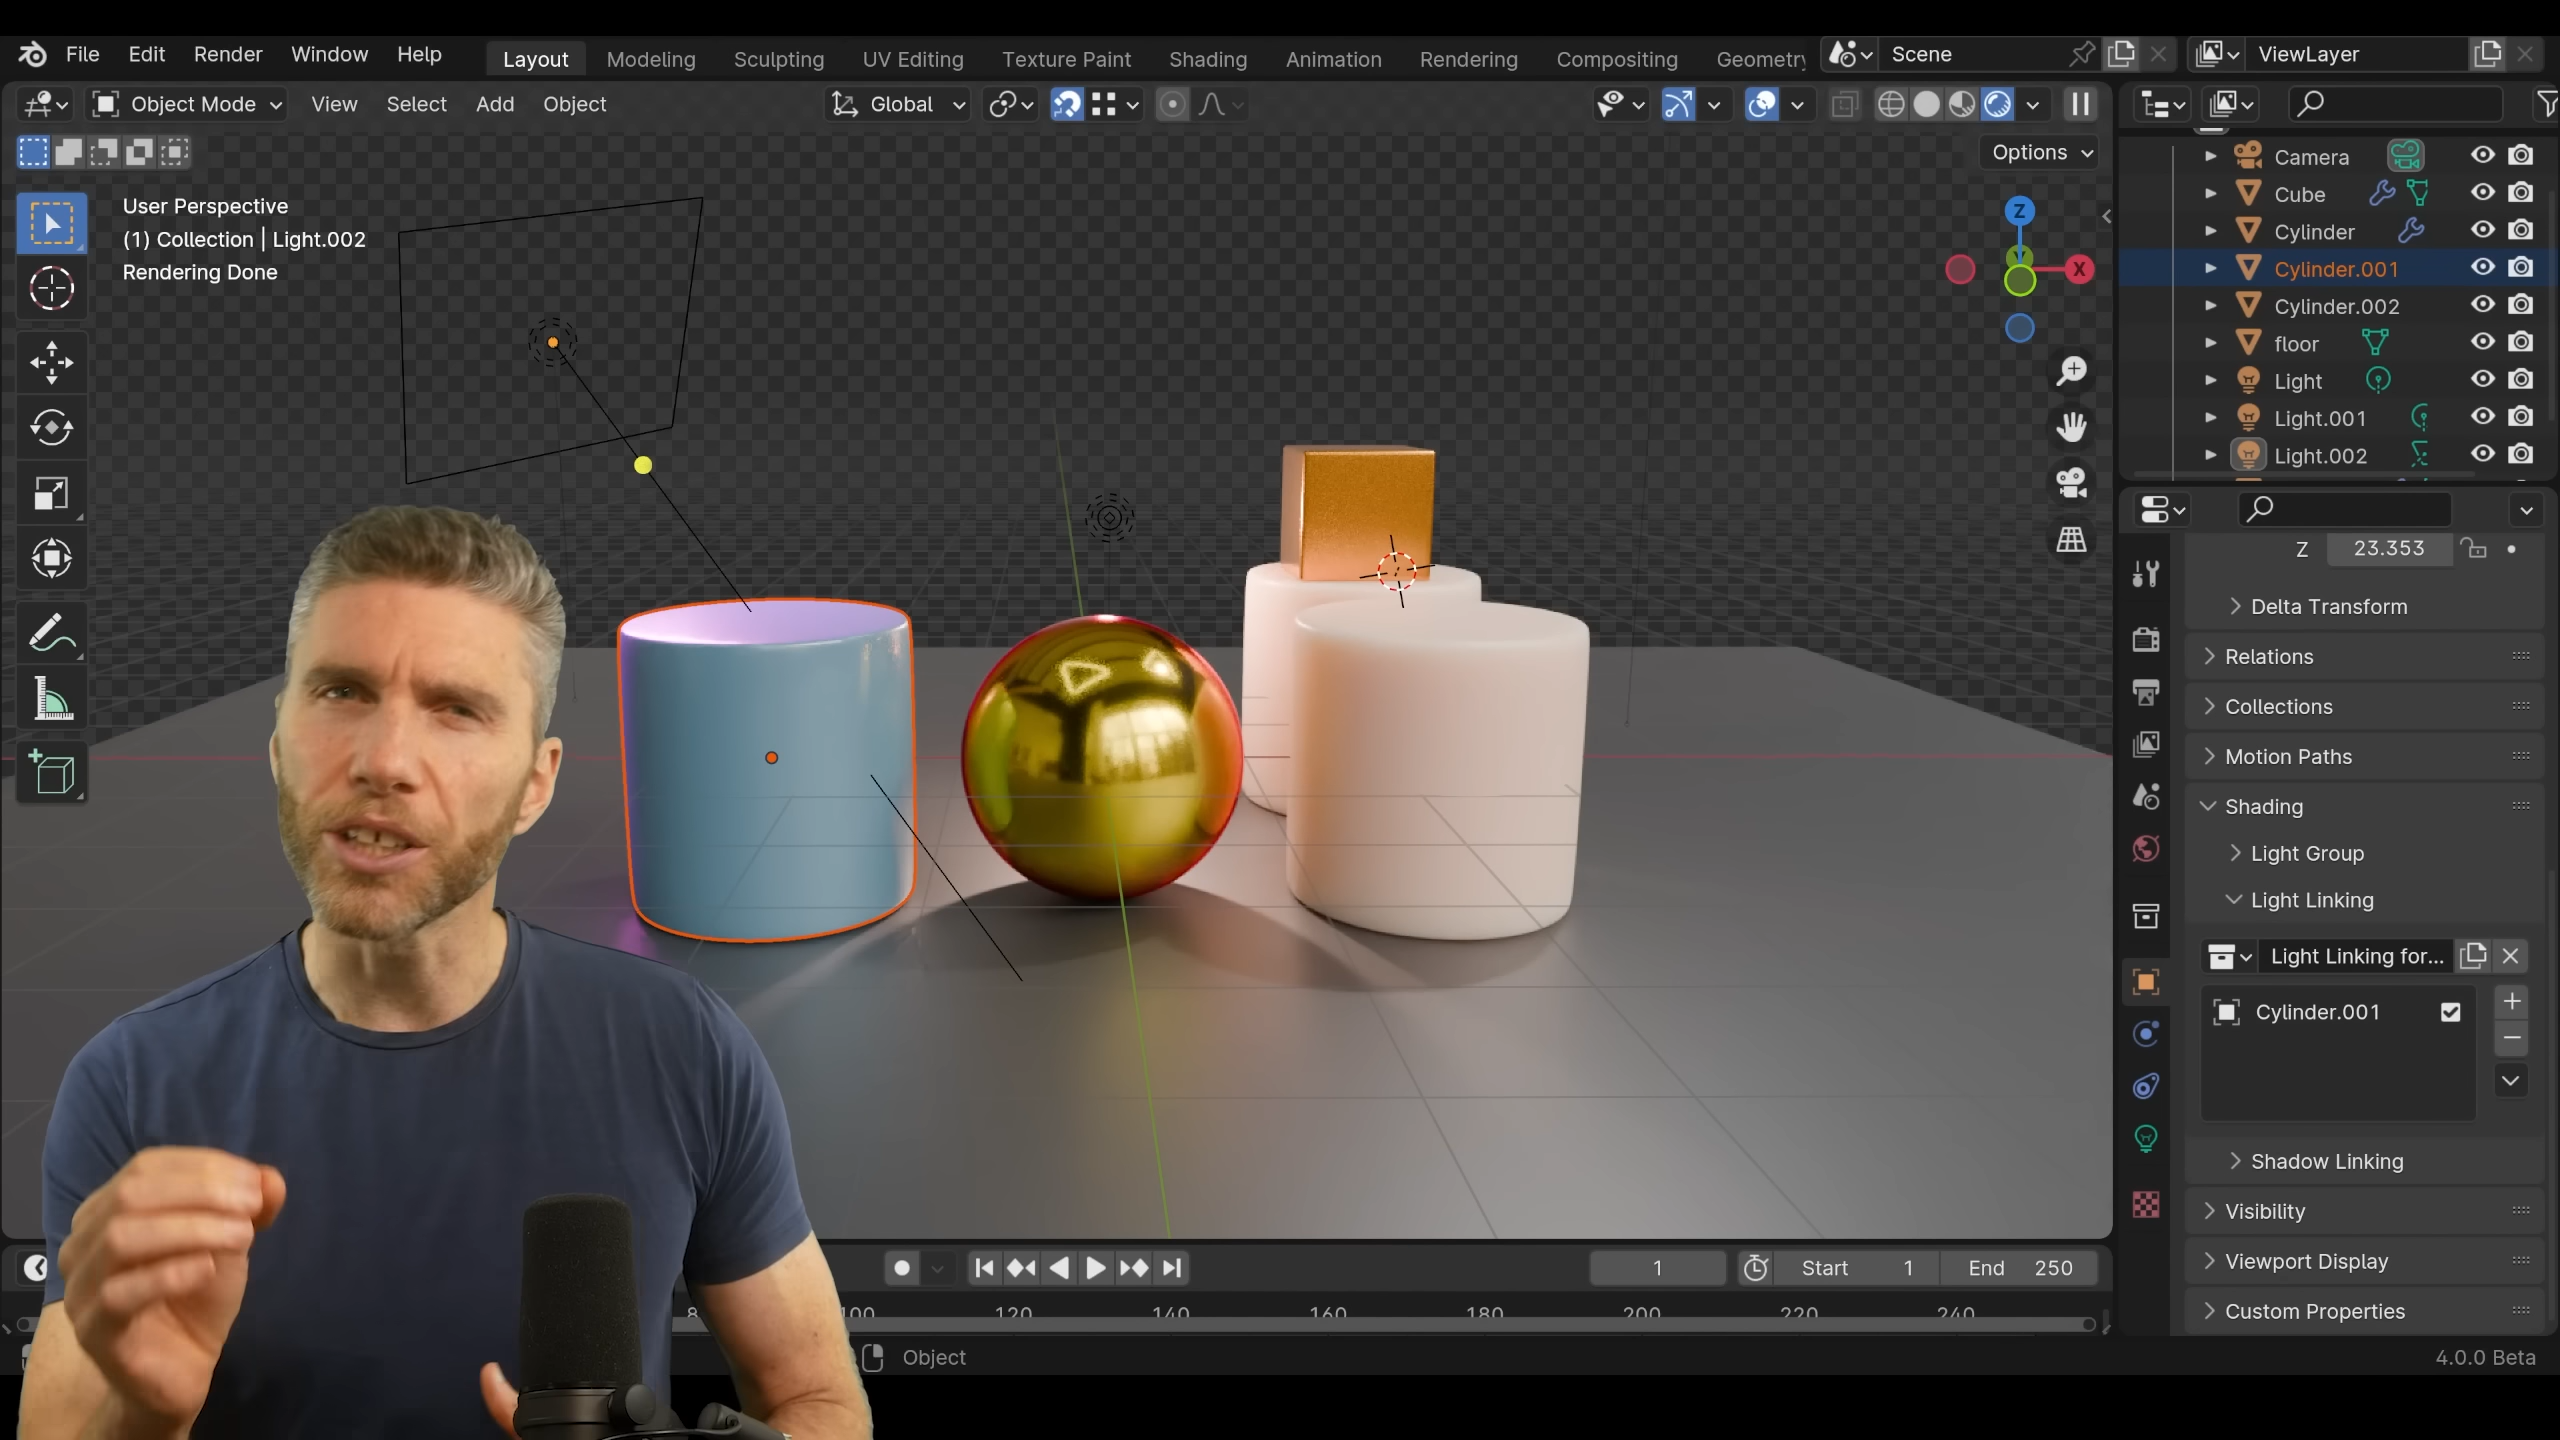 File Edit Render Window Help Layout Modeling Sculpting UV Editing Texture Paint Shading Animation Rendering Compositing Geometry Scene ViewLayer
Object Mode View Select Add Object Global
Options
User Perspective
(1) Collection | Light.002
Rendering Done
Z
X
Camera
Cube
Cylinder
Cylinder.001
Cylinder.002
floor
Light
Light.001
Light.002
Z 23.353
Delta Transform
Relations
Collections
Motion Paths
Shading
Light Group
Light Linking
Light Linking for...
Cylinder.001
Shadow Linking
Visibility
Viewport Display
Custom Properties
1 Start 1 End 250
100 120 140 160 180 200 220 240
Object
4.0.0 Beta